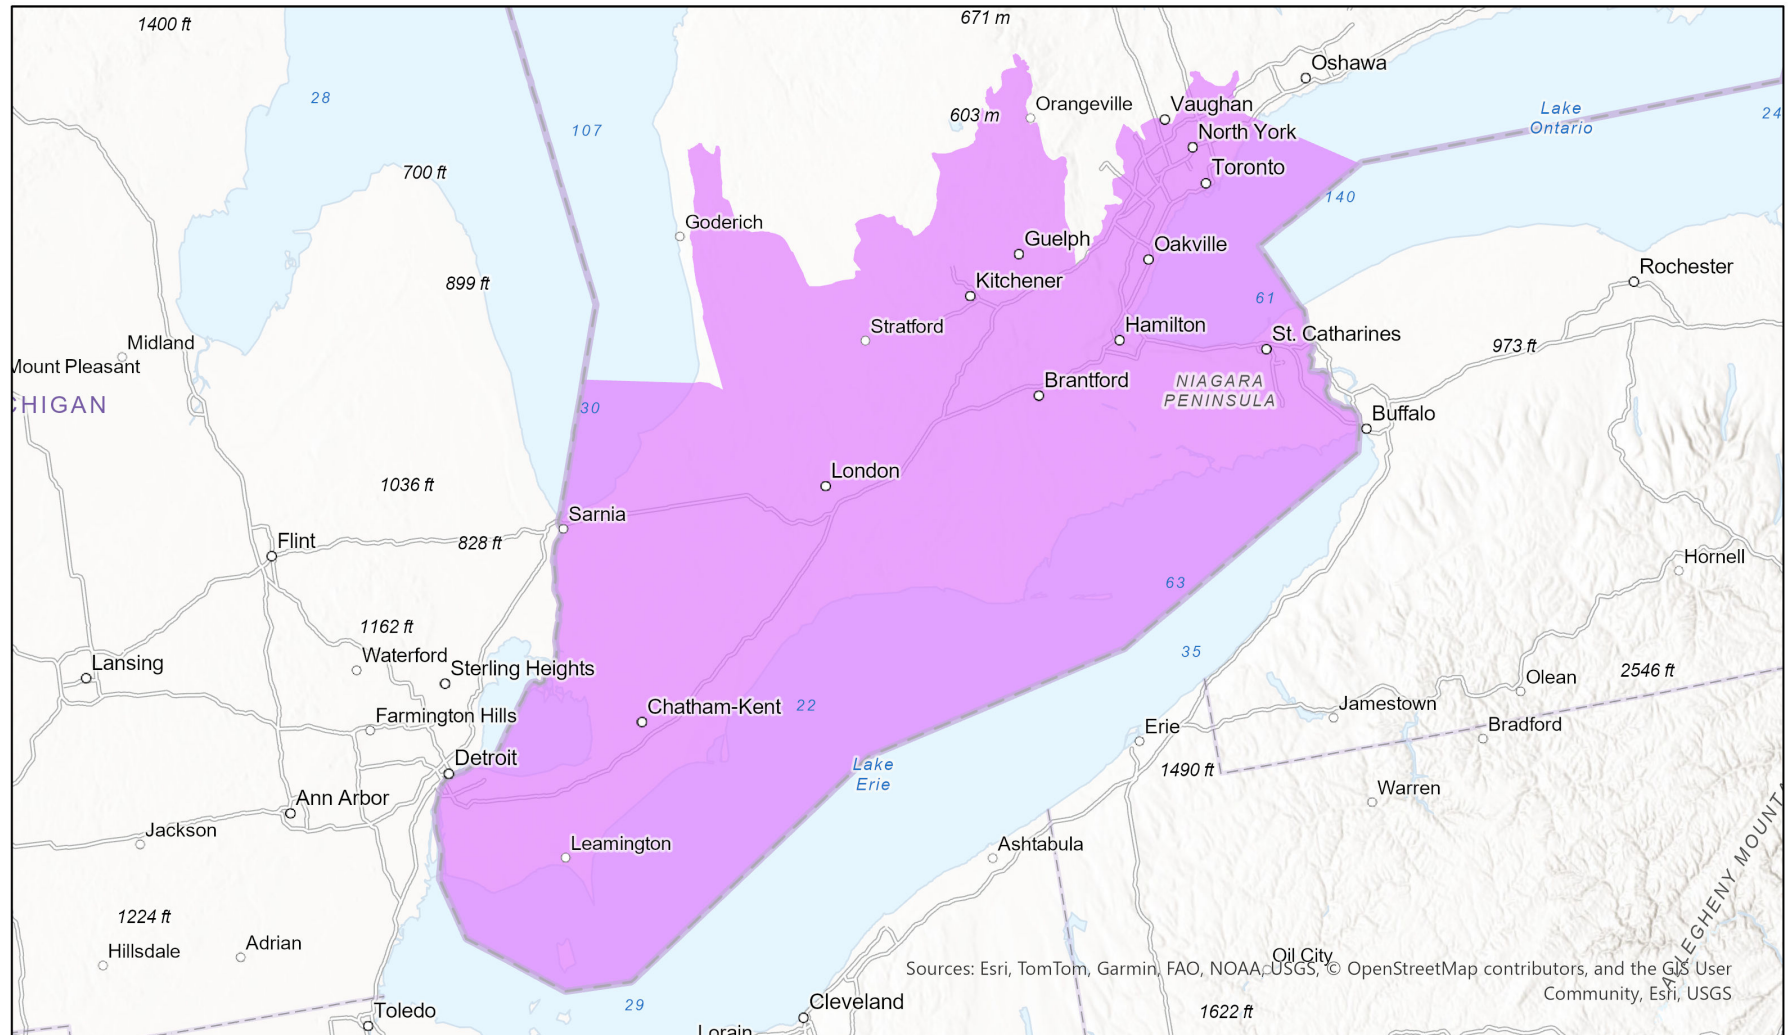 1400 ft
671 m
Oshawa
28
107
603 m
Orangeville
Vaughan
Lake
Ontario
24
North York
700 ft
Toronto
140
Goderich
Guelph
Oakville
Rochester
899 ft
Kitchener
61
Midland
Stratford
Hamilton
St. Catharines
973 ft
Mount Pleasant
Brantford
NIAGARA
PENINSULA
CHIGAN
30
Buffalo
London
1036 ft
Sarnia
Flint
828 ft
Hornell
63
1162 ft
Waterford
35
Lansing
Sterling Heights
2546 ft
Olean
Chatham-Kent
22
Jamestown
Farmington Hills
Erie
Bradford
Detroit
Lake
Erie
1490 ft
Warren
Ann Arbor
Jackson
Leamington
Ashtabula
ALLEGHENY MOUNTA
1224 ft
Hillsdale
Adrian
Oil City
Sources: Esri, TomTom, Garmin, FAO, NOAA, USGS, © OpenStreetMap contributors, and the GIS User
Community, Esri, USGS
Toledo
29
Cleveland
1622 ft
Lorain